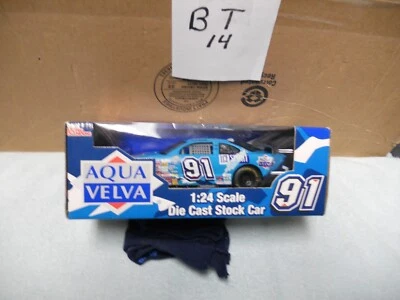 BT
14
AQUA
VELVA
91
1:24 Scale
Die Cast Stock Car
91